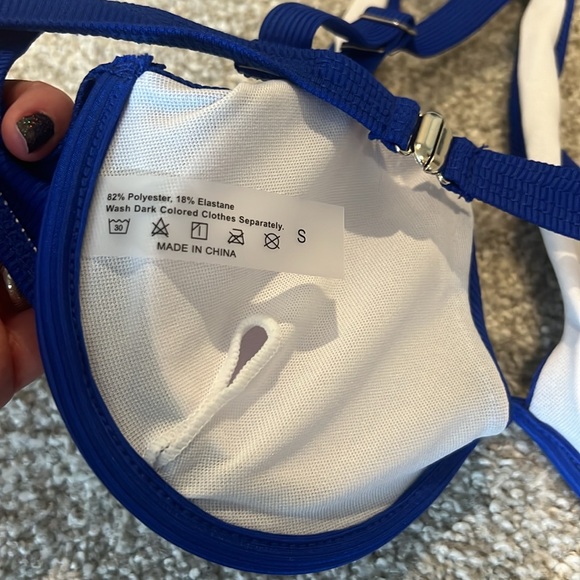 82% Polyester, 18% Elastane
Wash Dark Colored Clothes Separately.
30 S
MADE IN CHINA